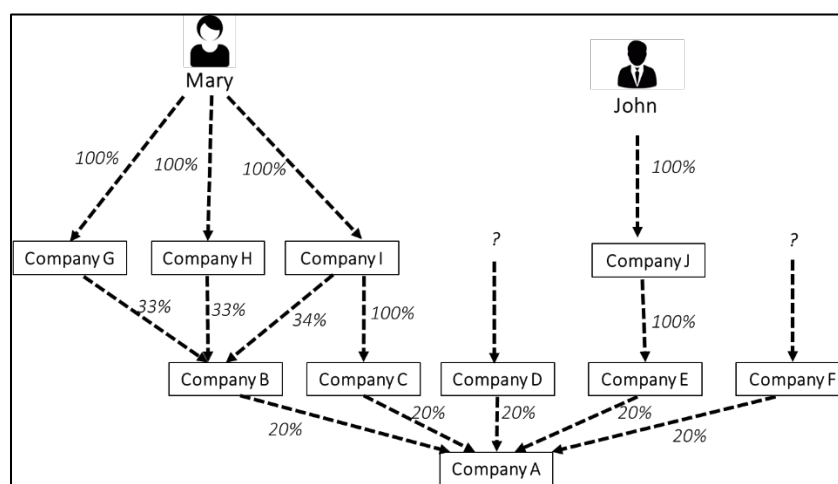 Mary
John
100%
100%
100%
100%
?
?
Company G
Company H
Company I
Company J
33%
33%
34%
100%
100%
Company B
Company C
Company D
Company E
Company F
20%
20%
20%
20%
20%
Company A